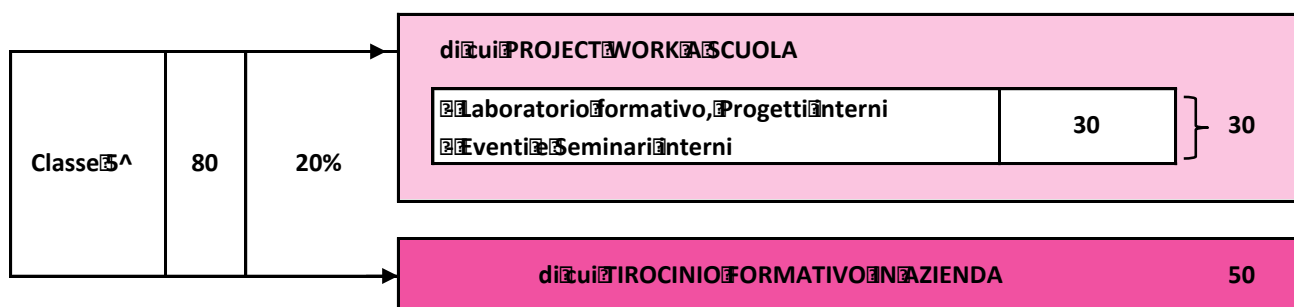 di cui PROJECT WORK A SCUOLA
- Laboratorio formativo, Progetti interni
- Eventi e Seminari interni
30
30
Classe 5^
80
20%
di cui TIROCINIO FORMATIVO IN AZIENDA
50